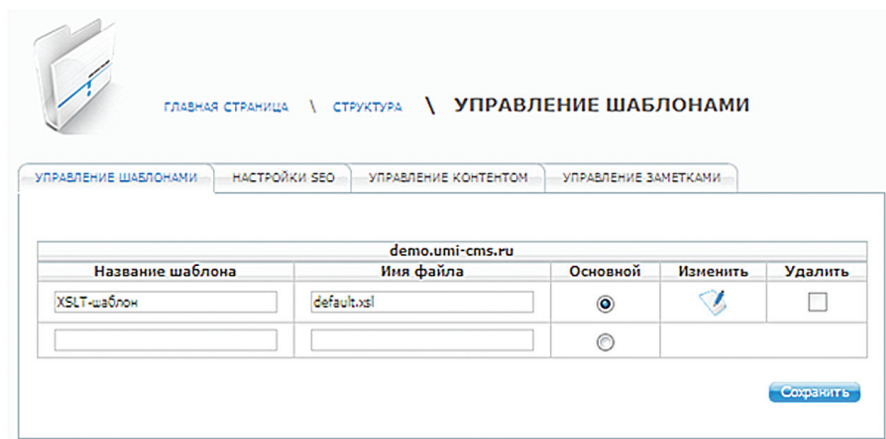 ГЛАВНАЯ СТРАНИЦА \ СТРУКТУРА \ УПРАВЛЕНИЕ ШАБЛОНАМИ
УПРАВЛЕНИЕ ШАБЛОНАМИ НАСТРОЙКИ SEO УПРАВЛЕНИЕ КОНТЕНТОМ УПРАВЛЕНИЕ ЗАМЕТКАМИ
demo.umi-cms.ru
Название шаблона Имя файла Основной Изменить Удалить
XSLT-шаблон default.xsl
Сохранить